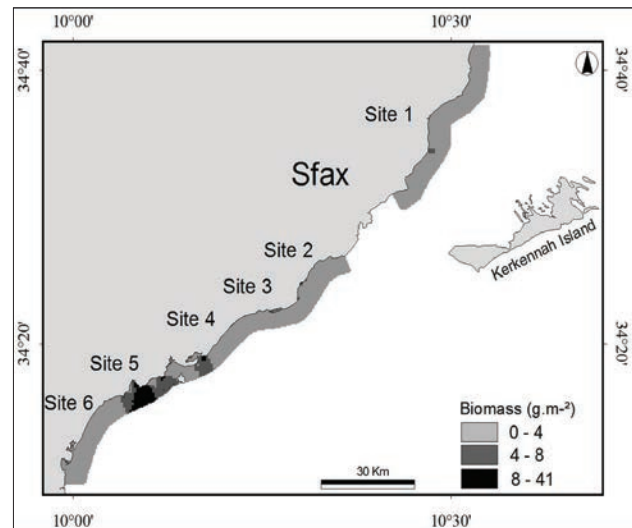 10°00' 10°30'
34°40' 34°40'
Site 1
Sfax
Site 2
Kerkennah Island
Site 3
Site 4
34°20' 34°20'
Site 5
Site 6
Biomass (g.m-²)
0 - 4
4 - 8
8 - 41
30 Km
10°00' 10°30'